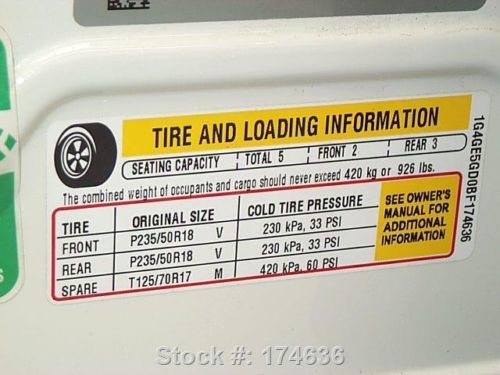 TIRE AND LOADING INFORMATION
SEATING CAPACITY TOTAL 5 FRONT 2 REAR 3
The combined weight of occupants and cargo should never exceed 420 kg or 926 lbs.
TIRE ORIGINAL SIZE COLD TIRE PRESSURE
FRONT P235/50R18 V 230 kPa, 33 PSI
REAR P235/50R18 V 230 kPa, 33 PSI
SPARE T125/70R17 M 420 kPa, 60 PSI
SEE OWNER'S
MANUAL FOR
ADDITIONAL
INFORMATION
1G4GE5GD0BF174636
Stock #: 174636